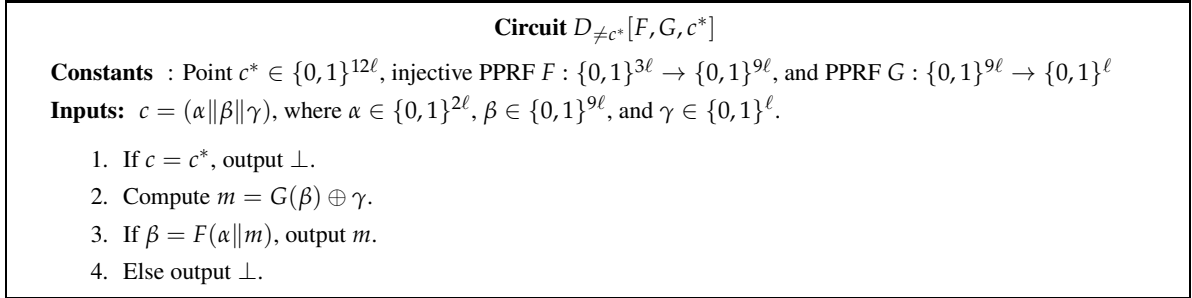 Circuit D_{≠c*}[F, G, c*]
Constants : Point c* ∈ {0, 1}^{12ℓ}, injective PPRF F : {0, 1}^{3ℓ} → {0, 1}^{9ℓ}, and PPRF G : {0, 1}^{9ℓ} → {0, 1}^ℓ
Inputs: c = (α‖β‖γ), where α ∈ {0, 1}^{2ℓ}, β ∈ {0, 1}^{9ℓ}, and γ ∈ {0, 1}^ℓ.
1. If c = c*, output ⊥.
2. Compute m = G(β) ⊕ γ.
3. If β = F(α‖m), output m.
4. Else output ⊥.